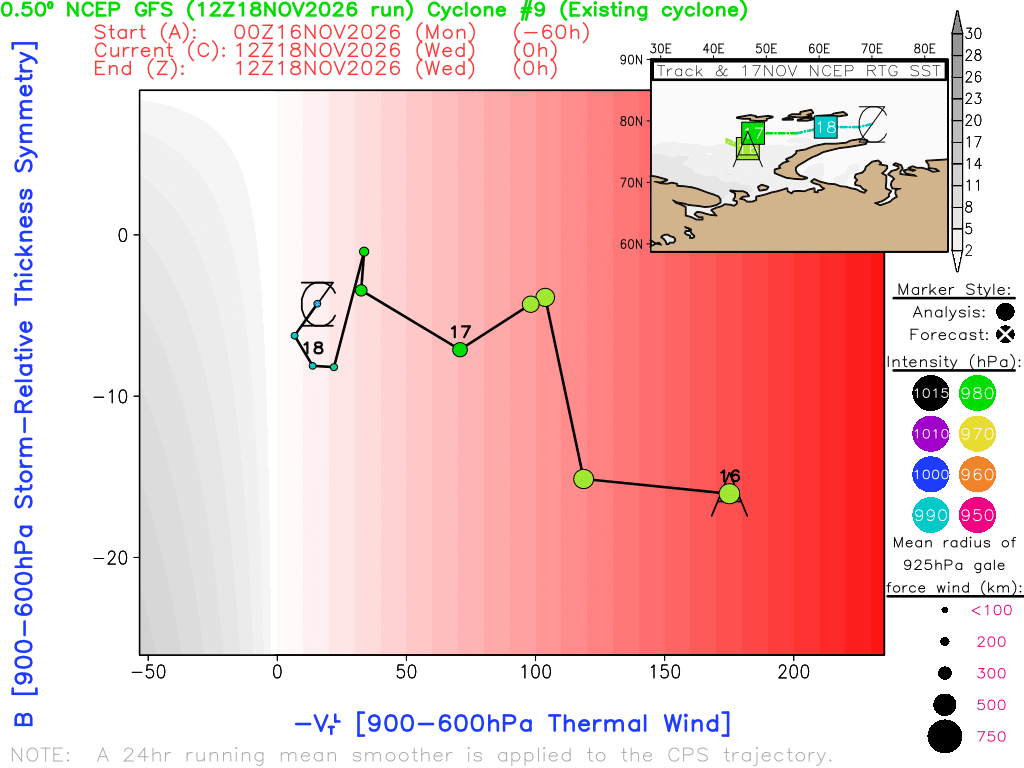 0.50° NCEP GFS (12Z18NOV2026 run) Cyclone #9 (Existing cyclone)
Start (A): 00Z16NOV2026 (Mon) (−60h)
Current (C): 12Z18NOV2026 (Wed) (0h)
End (Z): 12Z18NOV2026 (Wed) (0h)
30E 40E 50E 60E 70E 80E
90N
80N
70N
60N
Track & 17NOV NCEP RTG SST
17
18
A
Z
C
30
28
26
23
20
17
14
11
8
5
2
B [900−600hPa Storm−Relative Thickness Symmetry]
0
−10
−20
Z
C
18
17
16
A
−50 0 50 100 150 200
−VTL [900−600hPa Thermal Wind]
Marker Style:
Analysis:
Forecast:
Intensity (hPa):
1015 980
1010 970
1000 960
990 950
Mean radius of
925hPa gale
force wind (km):
<100
200
300
500
750
NOTE: A 24hr running mean smoother is applied to the CPS trajectory.